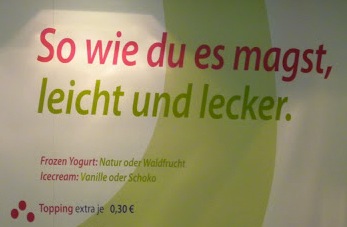 So wie du es magst,
leicht und lecker.
Frozen Yogurt: Natur oder Waldfrucht
Icecream: Vanille oder Schoko
Topping extra je 0,30 €